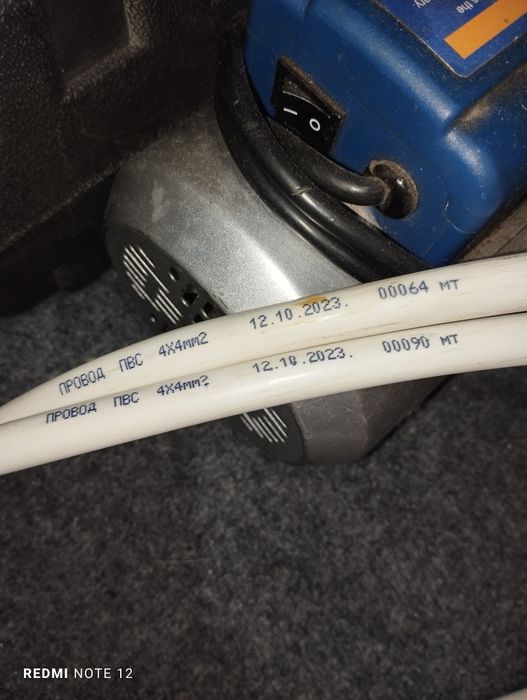 ПРОВОД ПВС 4Х4мм2 12.10.2023. 00064 МТ
ПРОВОД ПВС 4Х4мм2 12.10.2023. 00090 МТ
REDMI NOTE 12